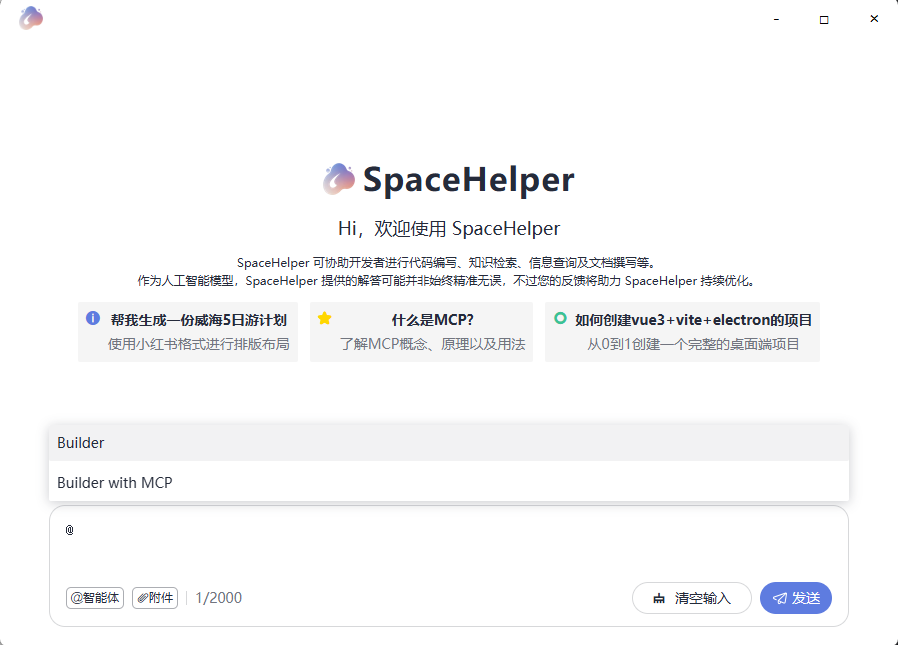 SpaceHelper
Hi，欢迎使用 SpaceHelper
SpaceHelper 可协助开发者进行代码编写、知识检索、信息查询及文档撰写等。
作为人工智能模型，SpaceHelper 提供的解答可能并非始终精准无误，不过您的反馈将助力 SpaceHelper 持续优化。
帮我生成一份威海5日游计划
使用小红书格式进行排版布局
什么是MCP?
了解MCP概念、原理以及用法
如何创建vue3+vite+electron的项目
从0到1创建一个完整的桌面端项目
Builder
Builder with MCP
@
@智能体
附件
1/2000
清空输入
发送